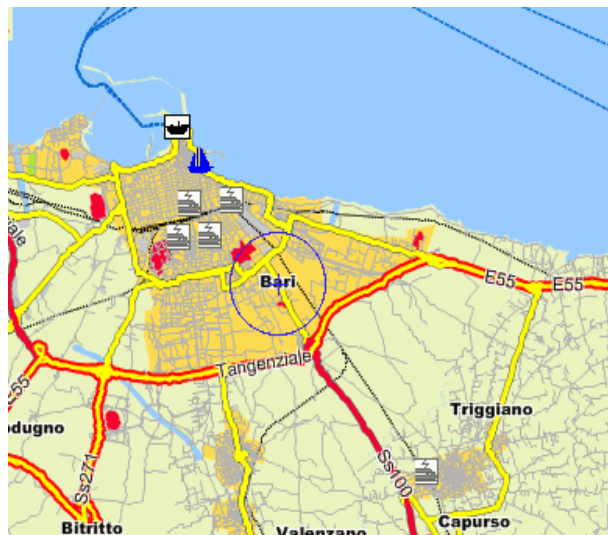 Bari
E55
E55
Tangenziale
E55
Triggiano
odugno
Ss271
Ss100
Bitritto
Valenzano
Capurso